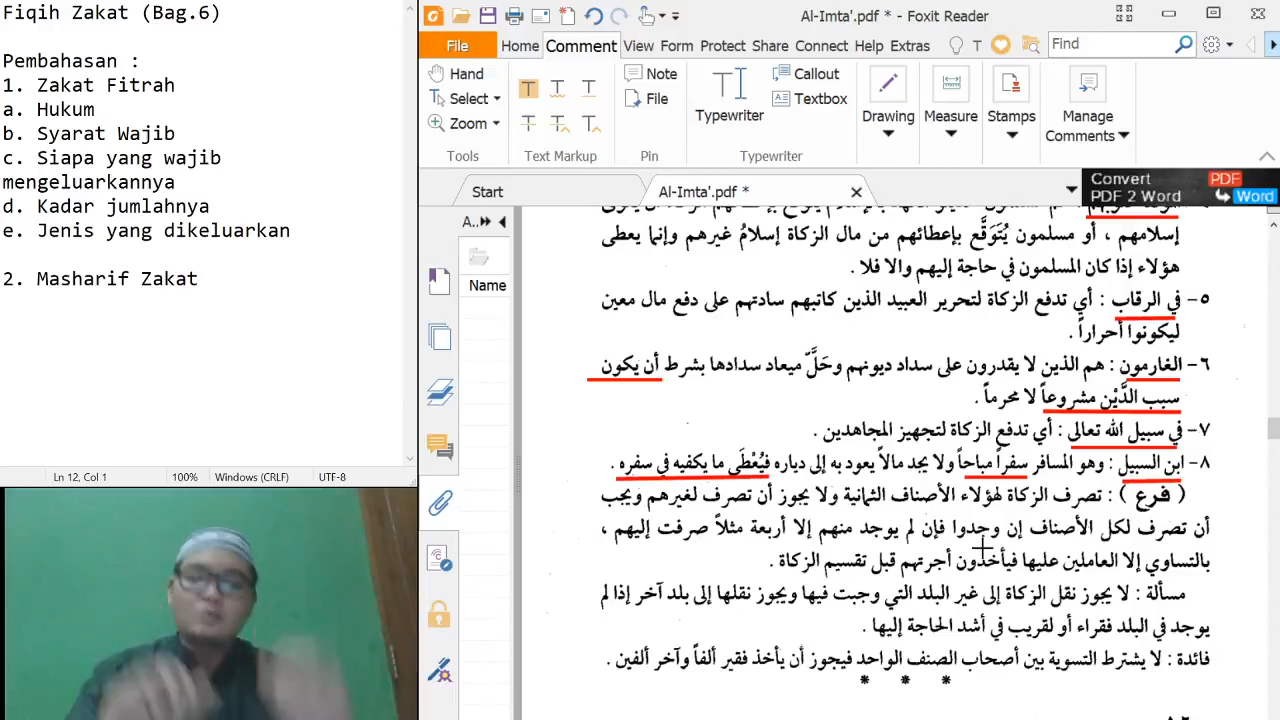 Fiqih Zakat (Bag.6)
Pembahasan :
1. Zakat Fitrah
a. Hukum
b. Syarat Wajib
c. Siapa yang wajib
mengeluarkannya
d. Kadar jumlahnya
e. Jenis yang dikeluarkan
2. Masharif Zakat
Ln 12, Col 1 100% Windows (CRLF) UTF-8
Al-Imta'.pdf * - Foxit Reader
File Home Comment View Form Protect Share Connect Help Extras Find
Hand
Select
Zoom
Tools
Text Markup
Note
File
Pin
Typewriter
Callout
Textbox
Typewriter
Drawing
Measure
Stamps
Manage
Comments
Start
Al-Imta'.pdf *
Convert PDF
PDF 2 Word Word
A..
Name
إسلامهم ، أو مسلمون يُتَوَقَّع بإعطائهم من مال الزكاة إسلامُ غيرهم وإنما يعطى
هؤلاء إذا كان المسلمون في حاجة إليهم والا فلا .
٥- في الرقاب : أي تدفع الزكاة لتحرير العبيد الذين كاتبهم سادتهم على دفع مال معين
ليكونوا أحراراً .
٦- الغارمون : هم الذين لا يقدرون على سداد ديونهم وحَلَّ ميعاد سدادها بشرط أن يكون
سبب الدَّيْن مشروعاً لا محرماً .
٧- في سبيل الله تعالى : أي تدفع الزكاة لتجهيز المجاهدين .
٨- ابن السبيل : وهو المسافر سفراً مباحاً ولا يجد مالاً يعود به إلى دياره فيُعْطَى ما يكفيه في سفره .
( فرع ) : تصرف الزكاة لهؤلاء الأصناف الثمانية ولا يجوز أن تصرف لغيرهم ويجب
أن تصرف لكل الأصناف إن وجدوا فإن لم يوجد منهم إلا أربعة مثلاً صرفت إليهم ،
بالتساوي إلا العاملين عليها فيأخذون أجرتهم قبل تقسيم الزكاة .
مسألة : لا يجوز نقل الزكاة إلى غير البلد التي وجبت فيها ويجوز نقلها إلى بلد آخر إذا لم
يوجد في البلد فقراء أو لقريب في أشد الحاجة إليها .
فائدة : لا يشترط التسوية بين أصحاب الصنف الواحد فيجوز أن يأخذ فقير ألفاً وآخر ألفين .
* * *